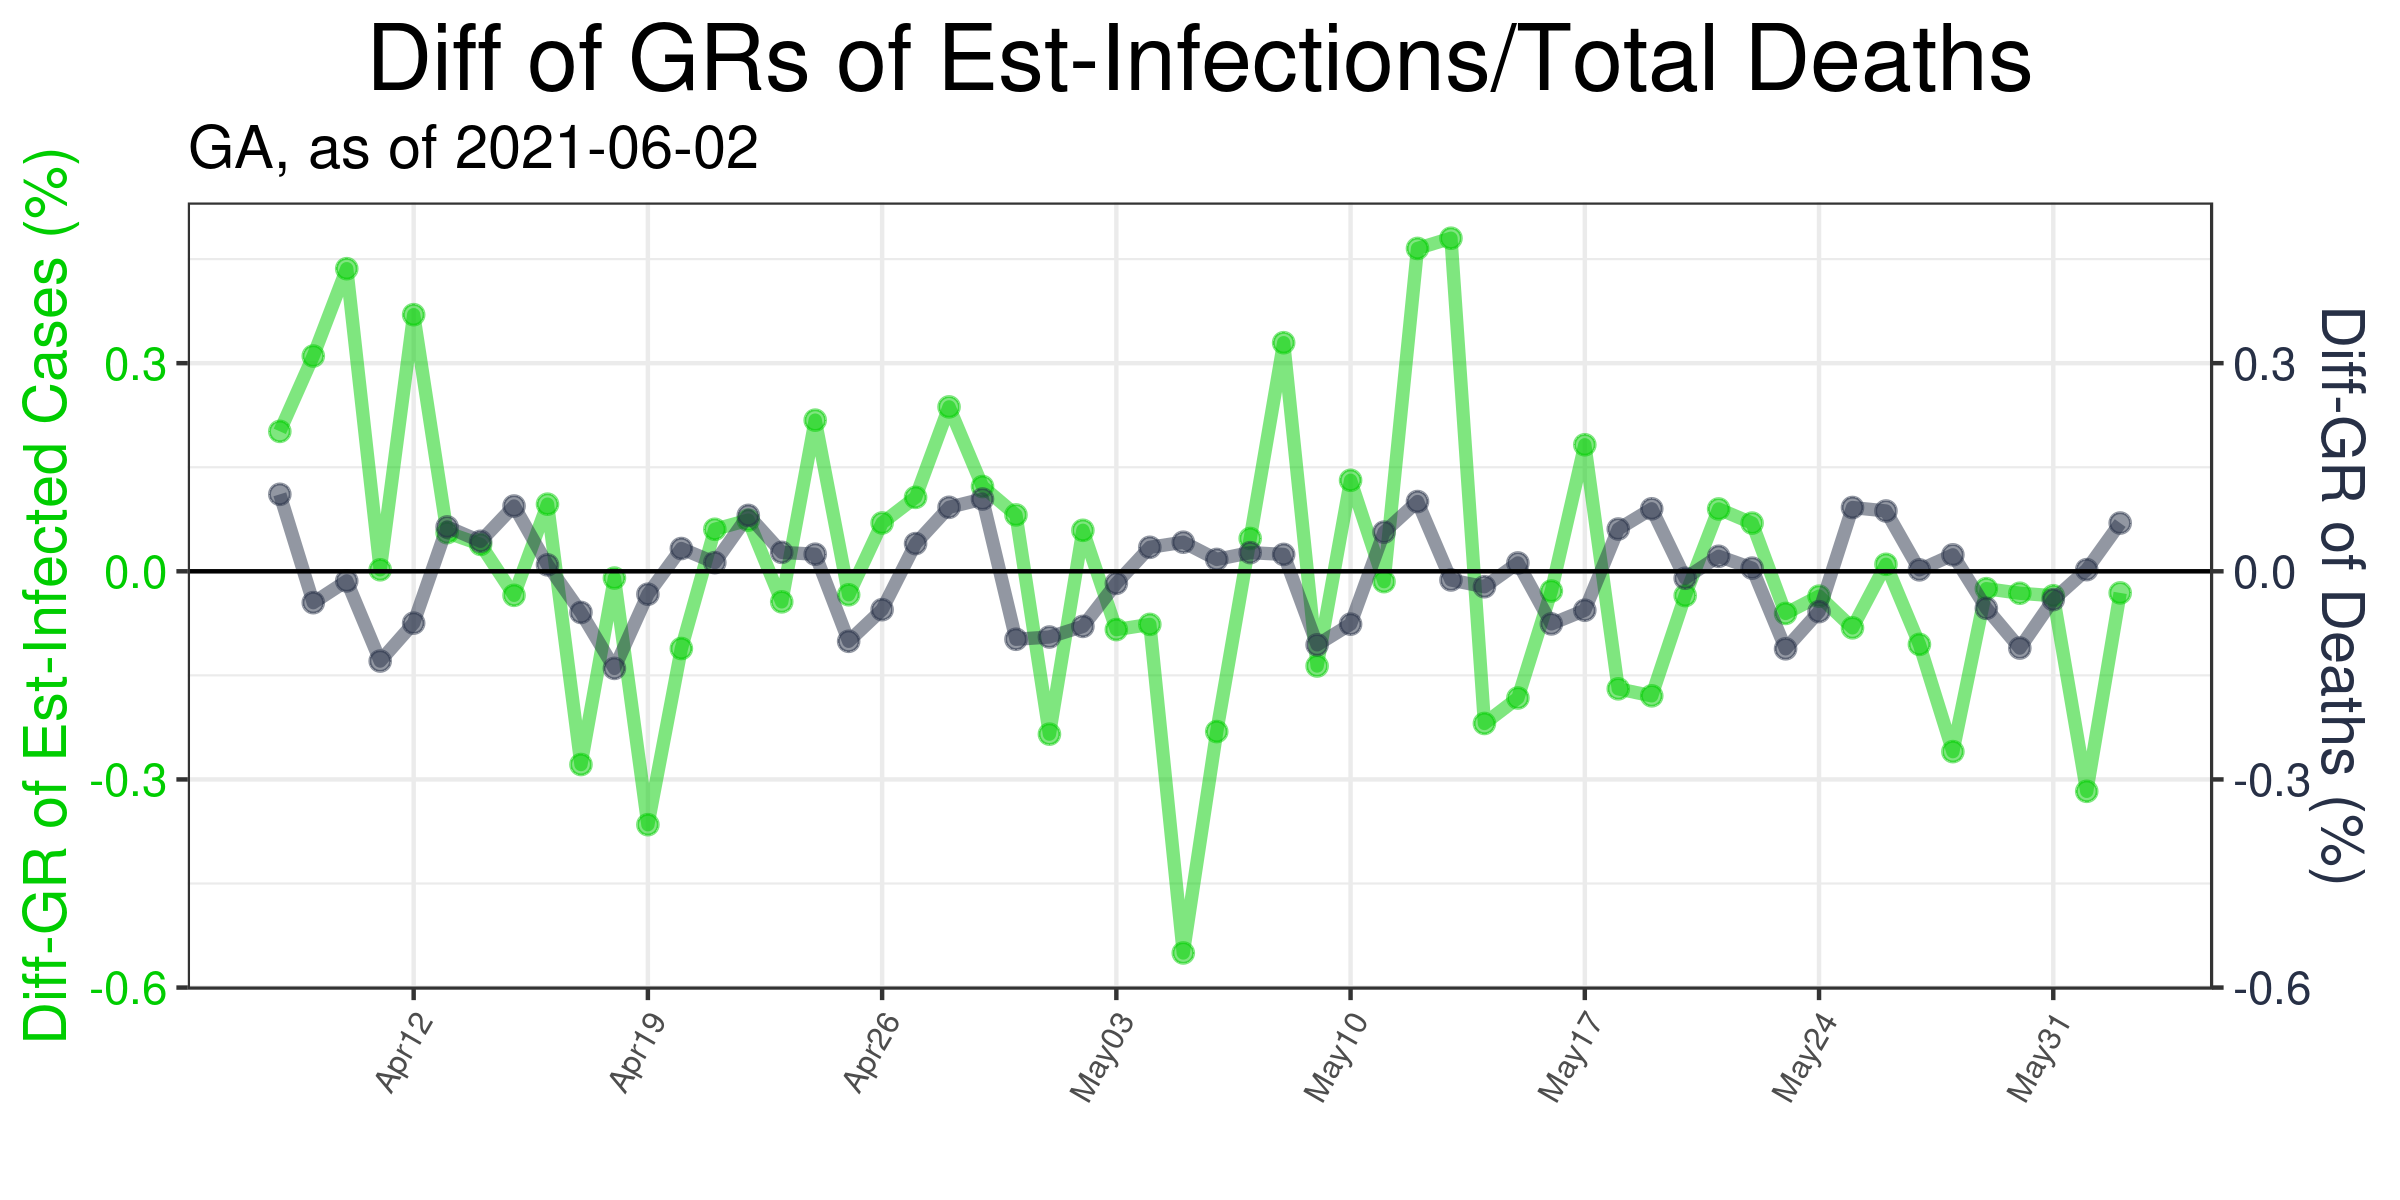 Diff of GRs of Est-Infections/Total Deaths
GA, as of 2021-06-02
Diff-GR of Est-Infected Cases (%)
0.3
0.0
-0.3
-0.6
0.3
0.0
-0.3
-0.6
Diff-GR of Deaths (%)
Apr12
Apr19
Apr26
May03
May10
May17
May24
May31